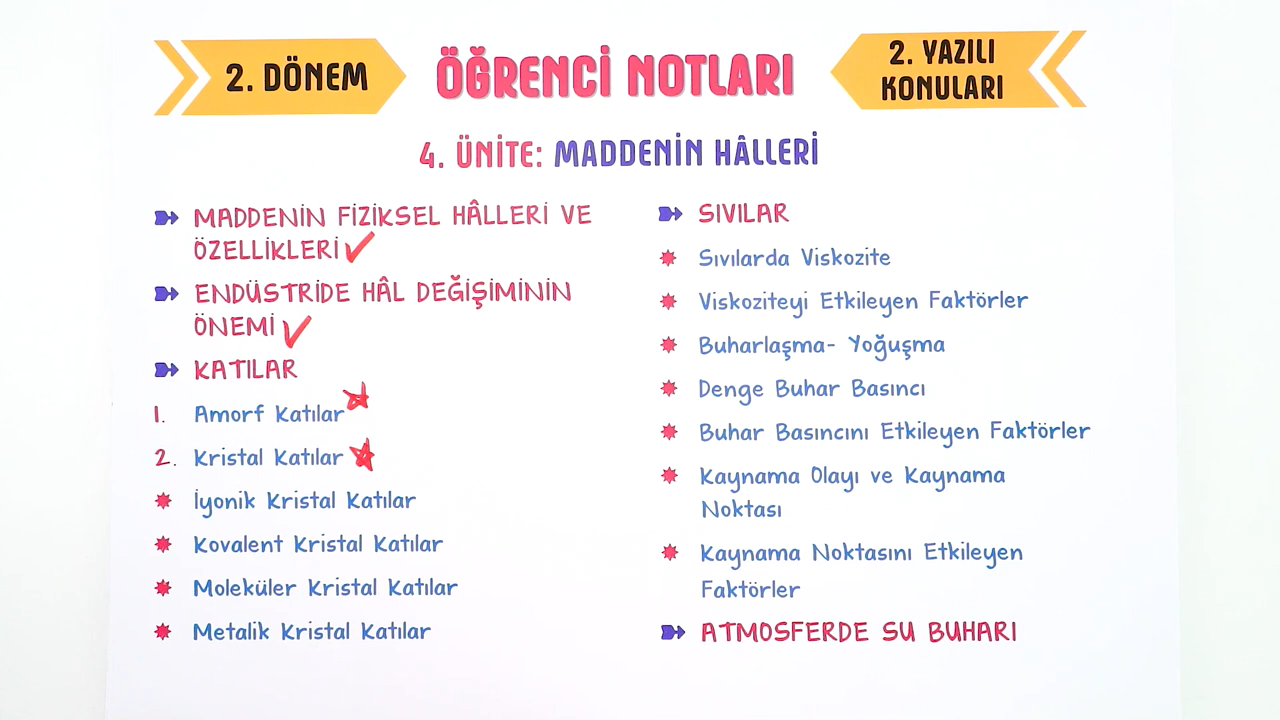 2. DÖNEM
ÖĞRENCİ NOTLARI
2. YAZILI
KONULARI
4. ÜNİTE: MADDENİN HÂLLERİ
MADDENİN FİZİKSEL HÂLLERİ VE
ÖZELLİKLERİ
ENDÜSTRİDE HÂL DEĞİŞİMİNİN
ÖNEMİ
KATILAR
1. Amorf Katılar
2. Kristal Katılar
İyonik Kristal Katılar
Kovalent Kristal Katılar
Moleküler Kristal Katılar
Metalik Kristal Katılar
SIVILAR
Sıvılarda Viskozite
Viskoziteyi Etkileyen Faktörler
Buharlaşma- Yoğuşma
Denge Buhar Basıncı
Buhar Basıncını Etkileyen Faktörler
Kaynama Olayı ve Kaynama
Noktası
Kaynama Noktasını Etkileyen
Faktörler
ATMOSFERDE SU BUHARI